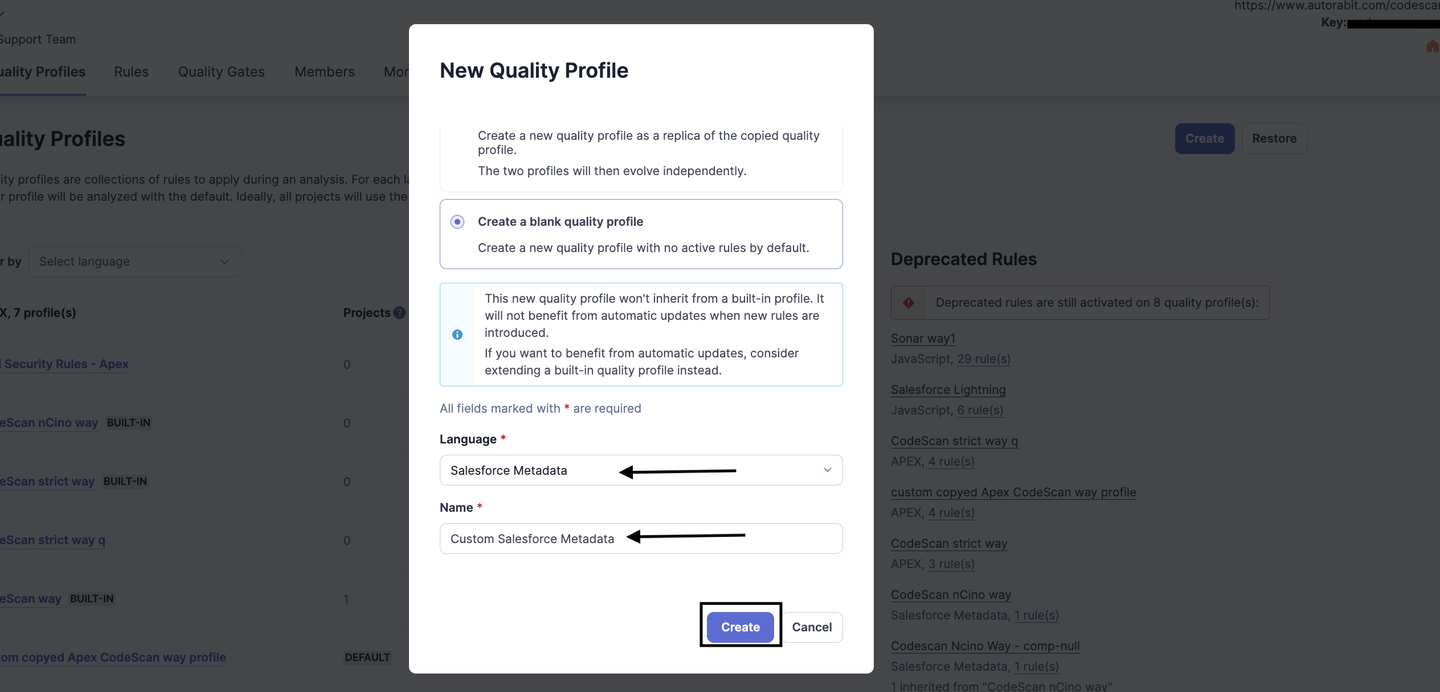 https://www.autorabit.com/codescan
Key:
Support Team
uality Profiles
Rules
Quality Gates
Members
Mor
uality Profiles
Create
Restore
ity profiles are collections of rules to apply during an analysis. For each la
r profile will be analyzed with the default. Ideally, all projects will use the
r by
Select language
X, 7 profile(s)
Projects ?
l Security Rules - Apex
0
eScan nCino way BUILT-IN
0
eScan strict way BUILT-IN
0
eScan strict way q
0
eScan way BUILT-IN
1
tom copyed Apex CodeScan way profile
DEFAULT
New Quality Profile
Create a new quality profile as a replica of the copied quality
profile.
The two profiles will then evolve independently.
Create a blank quality profile
Create a new quality profile with no active rules by default.
This new quality profile won't inherit from a built-in profile. It
will not benefit from automatic updates when new rules are
introduced.
If you want to benefit from automatic updates, consider
extending a built-in quality profile instead.
All fields marked with * are required
Language *
Salesforce Metadata
Name *
Custom Salesforce Metadata
Create
Cancel
Deprecated Rules
Deprecated rules are still activated on 8 quality profile(s):
Sonar way1
JavaScript, 29 rule(s)
Salesforce Lightning
JavaScript, 6 rule(s)
CodeScan strict way q
APEX, 4 rule(s)
custom copyed Apex CodeScan way profile
APEX, 4 rule(s)
CodeScan strict way
APEX, 3 rule(s)
CodeScan nCino way
Salesforce Metadata, 1 rule(s)
Codescan Ncino Way - comp-null
Salesforce Metadata, 1 rule(s)
1 inherited from "CodeScan nCino way"